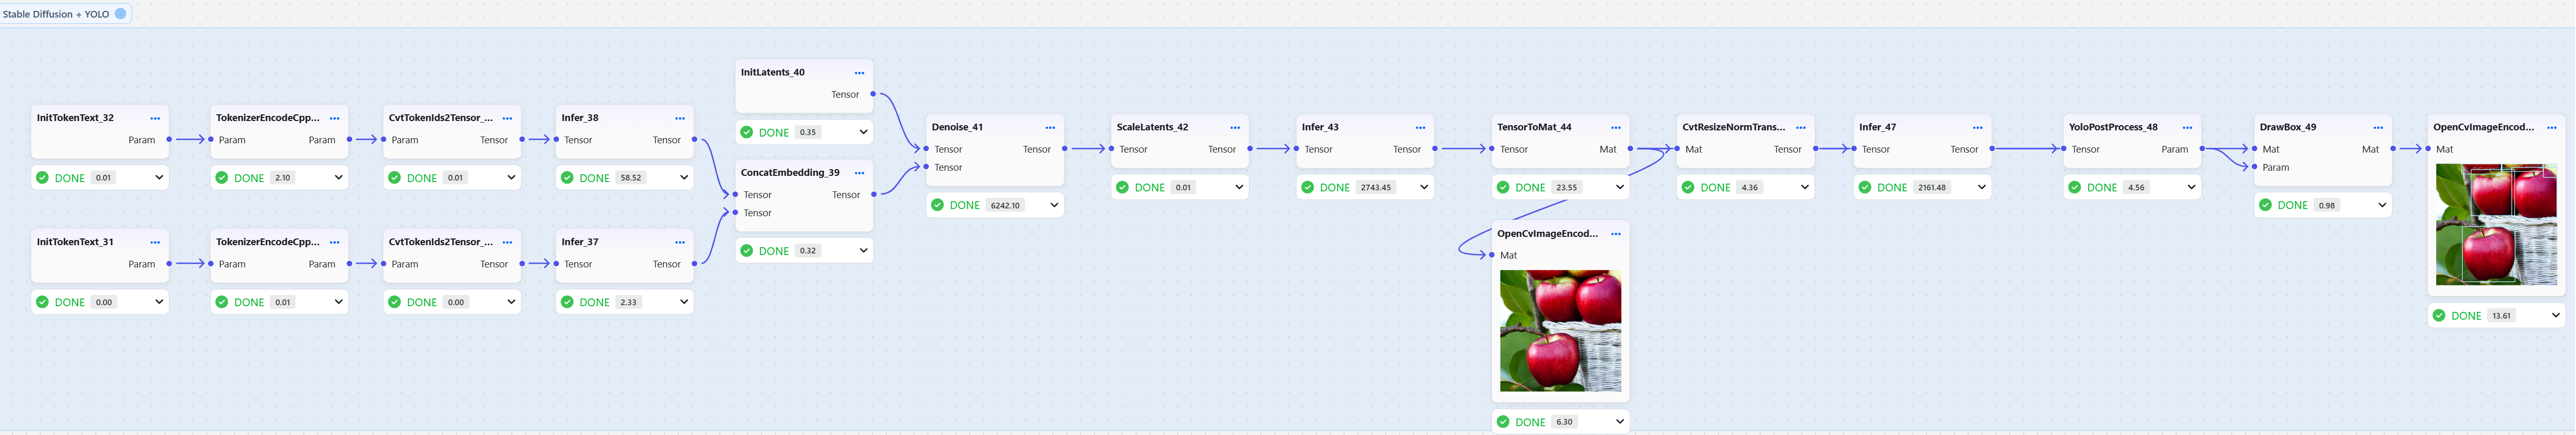 Stable Diffusion + YOLO
InitTokenText_32
Param
DONE 0.01
TokenizerEncodeCpp...
Param Param
DONE 2.10
CvtTokenIds2Tensor_...
Param Tensor
DONE 0.01
Infer_38
Tensor Tensor
DONE 58.52
InitTokenText_31
Param
DONE 0.00
TokenizerEncodeCpp...
Param Param
DONE 0.01
CvtTokenIds2Tensor_...
Param Tensor
DONE 0.00
Infer_37
Tensor Tensor
DONE 2.33
InitLatents_40
Tensor
DONE 0.35
ConcatEmbedding_39
Tensor Tensor
Tensor
DONE 0.32
Denoise_41
Tensor Tensor
Tensor
DONE 6242.10
ScaleLatents_42
Tensor Tensor
DONE 0.01
Infer_43
Tensor Tensor
DONE 2743.45
TensorToMat_44
Tensor Mat
DONE 23.55
OpenCvImageEncod...
Mat
DONE 6.30
CvtResizeNormTrans...
Mat Tensor
DONE 4.36
Infer_47
Tensor Tensor
DONE 2161.48
YoloPostProcess_48
Tensor Param
DONE 4.56
DrawBox_49
Mat Mat
Param
DONE 0.98
OpenCvImageEncod...
Mat
DONE 13.61